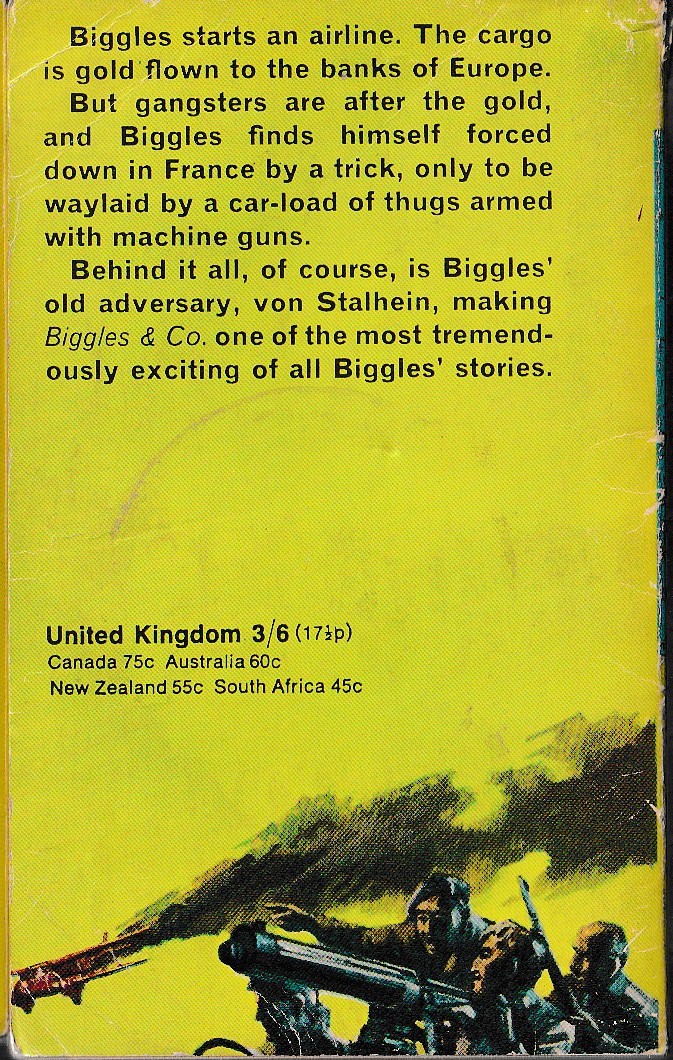 Biggles starts an airline. The cargo
is gold flown to the banks of Europe.
But gangsters are after the gold,
and Biggles finds himself forced
down in France by a trick, only to be
waylaid by a car-load of thugs armed
with machine guns.
Behind it all, of course, is Biggles'
old adversary, von Stalhein, making
Biggles & Co. one of the most tremend-
ously exciting of all Biggles' stories.
United Kingdom 3/6 (17½p)
Canada 75c Australia 60c
New Zealand 55c South Africa 45c